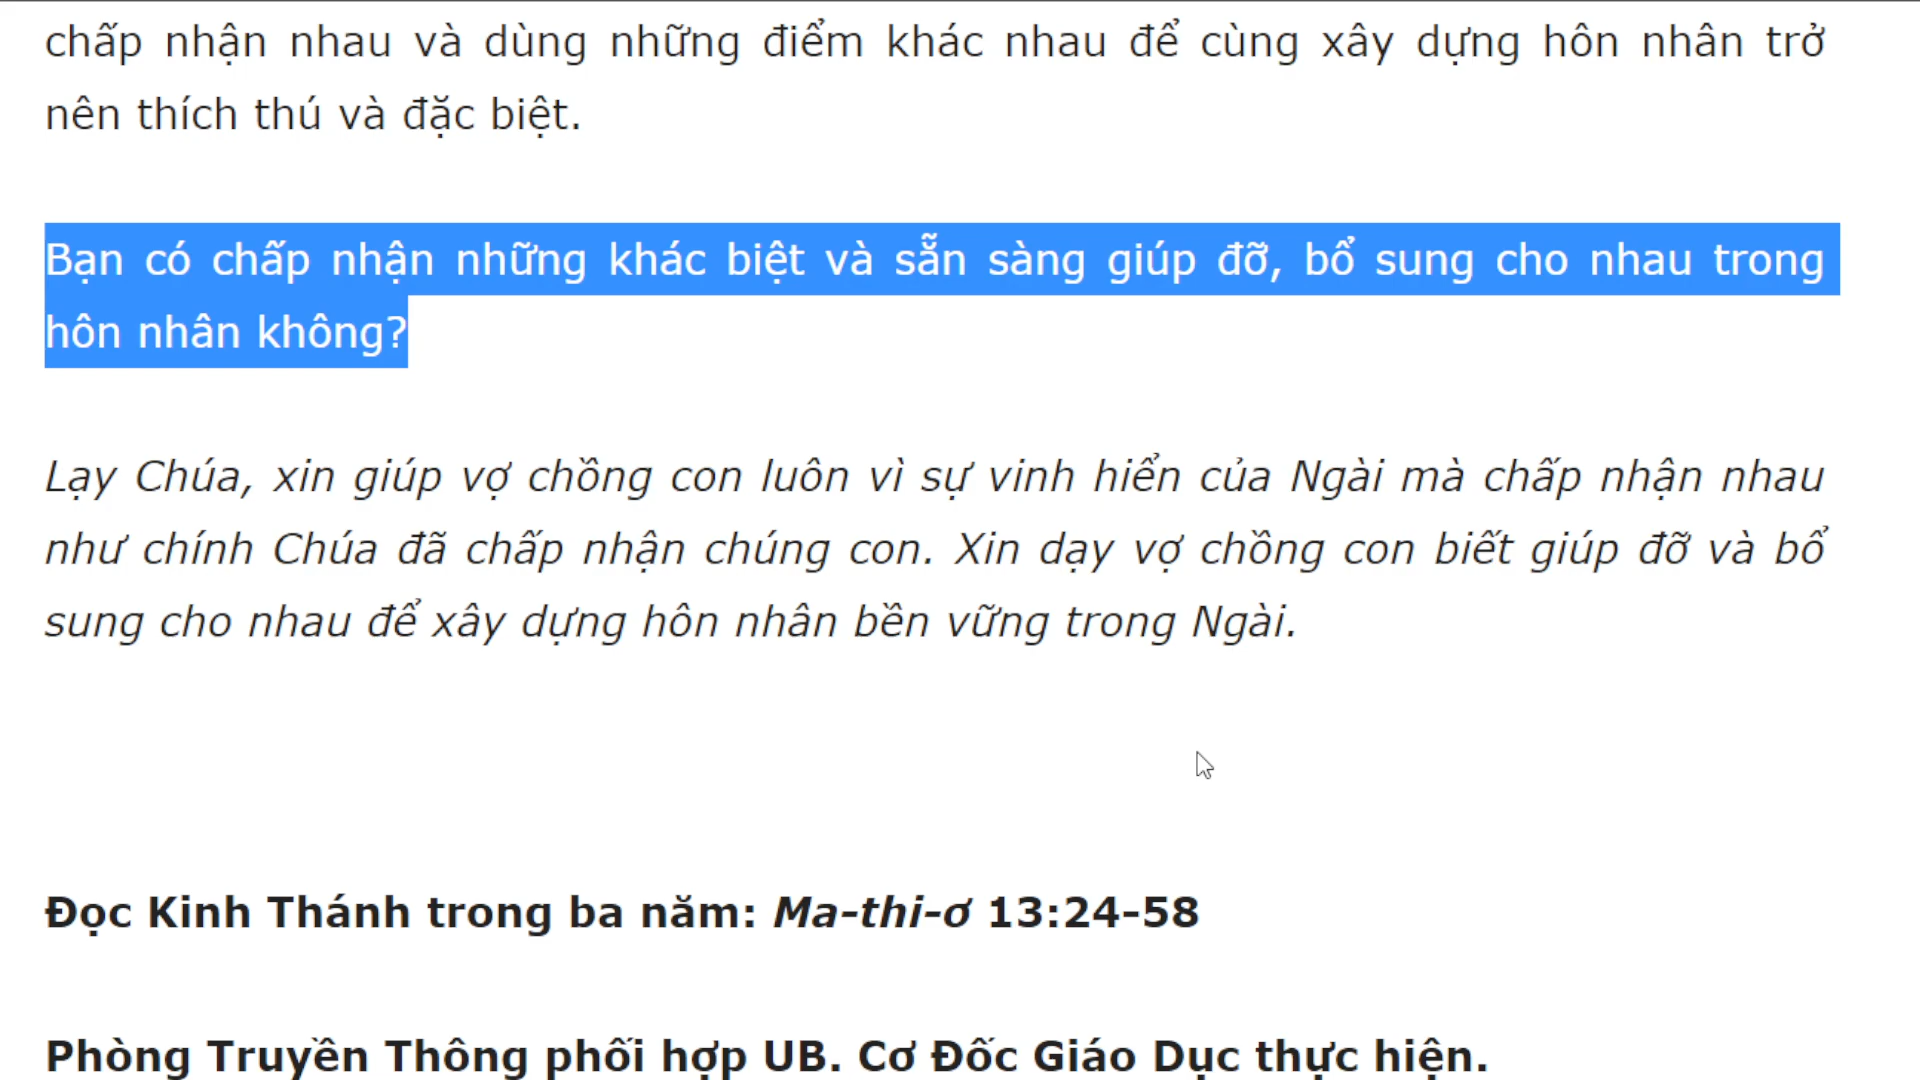 chấp nhận nhau và dùng những điểm khác nhau để cùng xây dựng hôn nhân trở
nên thích thú và đặc biệt.
Bạn có chấp nhận những khác biệt và sẵn sàng giúp đỡ, bổ sung cho nhau trong
hôn nhân không?
Lạy Chúa, xin giúp vợ chồng con luôn vì sự vinh hiển của Ngài mà chấp nhận nhau
như chính Chúa đã chấp nhận chúng con. Xin dạy vợ chồng con biết giúp đỡ và bổ
sung cho nhau để xây dựng hôn nhân bền vững trong Ngài.
Đọc Kinh Thánh trong ba năm: Ma-thi-ơ 13:24-58
Phòng Truyền Thông phối hợp UB. Cơ Đốc Giáo Dục thực hiện.